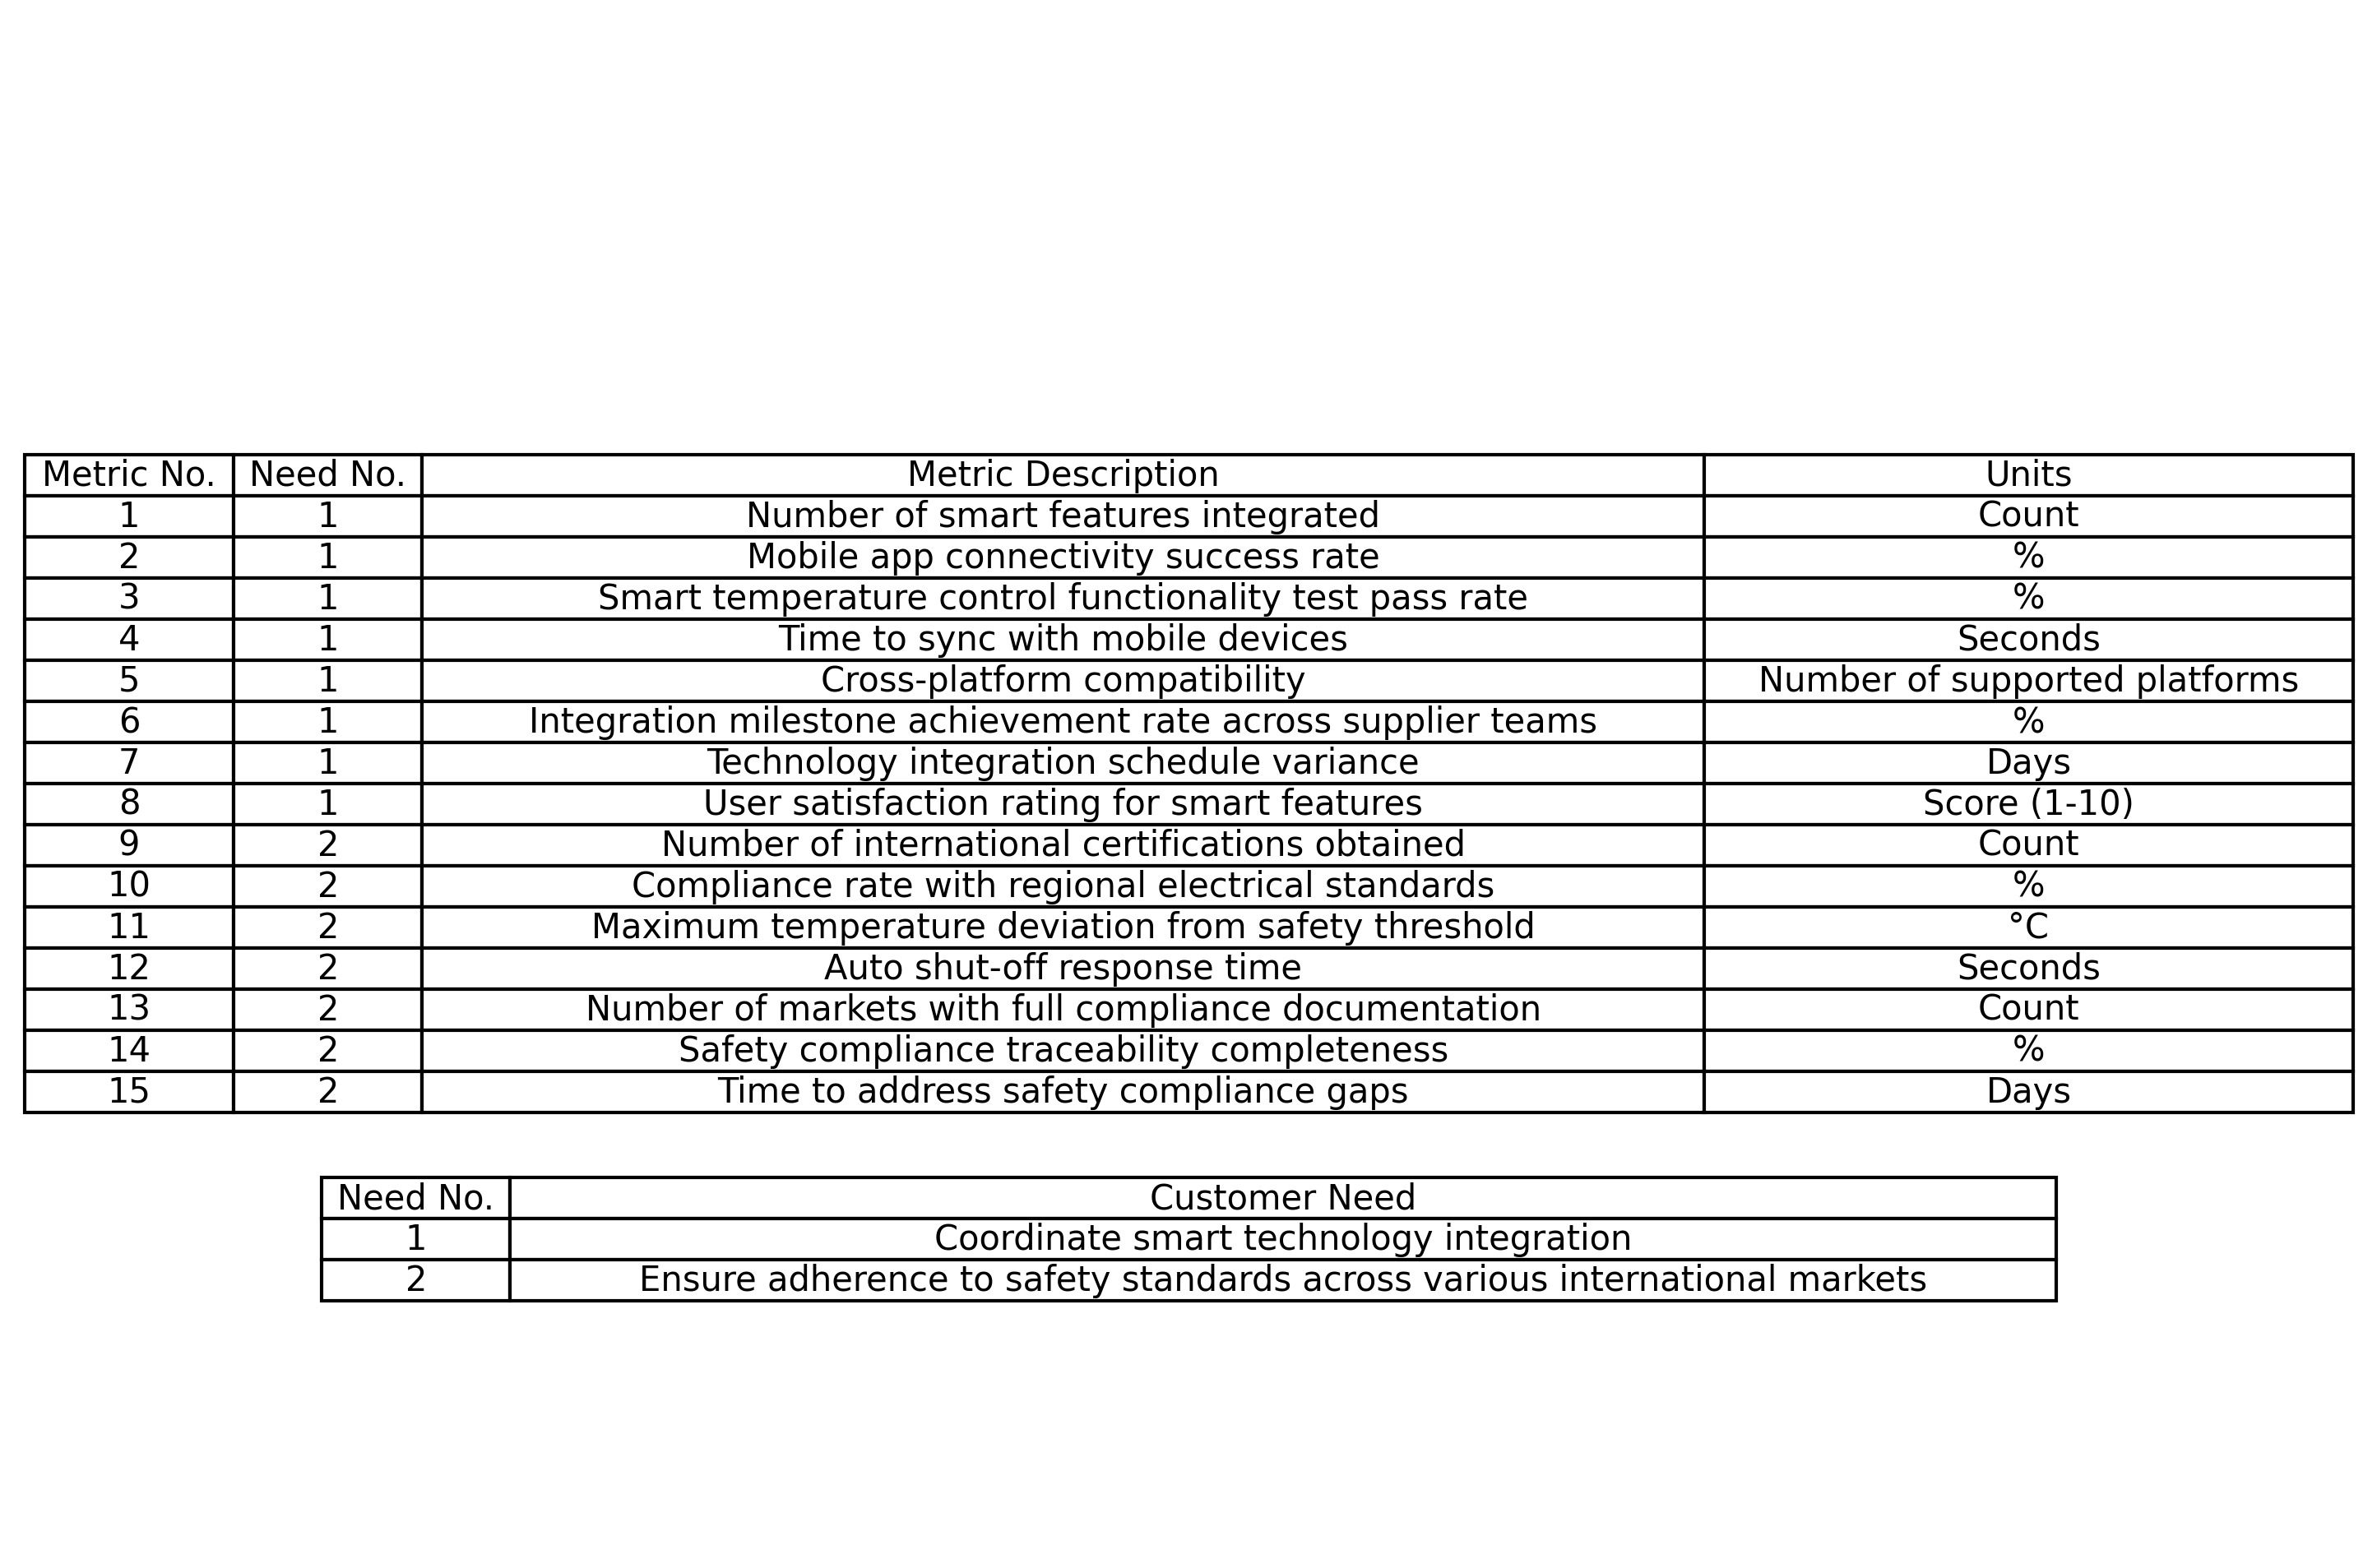 Metric No. Need No. Metric Description Units
1 1 Number of smart features integrated Count
2 1 Mobile app connectivity success rate %
3 1 Smart temperature control functionality test pass rate %
4 1 Time to sync with mobile devices Seconds
5 1 Cross-platform compatibility Number of supported platforms
6 1 Integration milestone achievement rate across supplier teams %
7 1 Technology integration schedule variance Days
8 1 User satisfaction rating for smart features Score (1-10)
9 2 Number of international certifications obtained Count
10 2 Compliance rate with regional electrical standards %
11 2 Maximum temperature deviation from safety threshold °C
12 2 Auto shut-off response time Seconds
13 2 Number of markets with full compliance documentation Count
14 2 Safety compliance traceability completeness %
15 2 Time to address safety compliance gaps Days
Need No. Customer Need
1 Coordinate smart technology integration
2 Ensure adherence to safety standards across various international markets